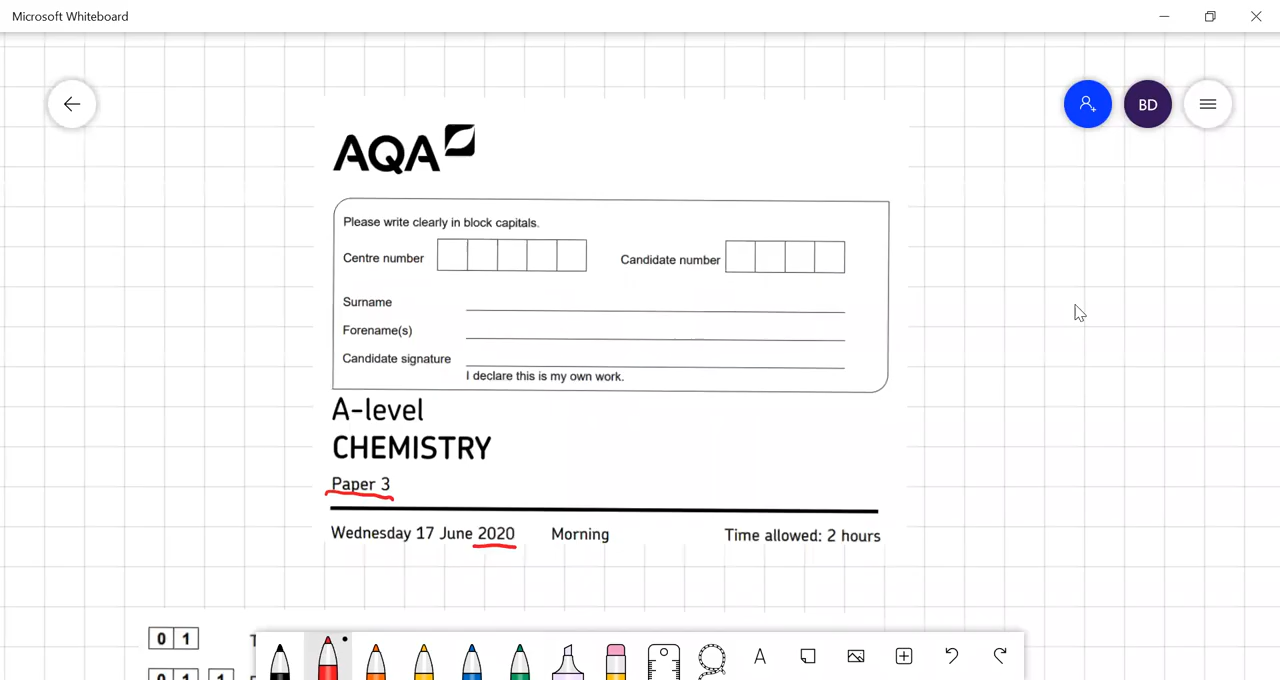 Microsoft Whiteboard
BD
AQA
Please write clearly in block capitals.
Centre number
Candidate number
Surname
Forename(s)
Candidate signature
I declare this is my own work.
A-level
CHEMISTRY
Paper 3
Wednesday 17 June 2020 Morning Time allowed: 2 hours
0 1
0 1 1
A